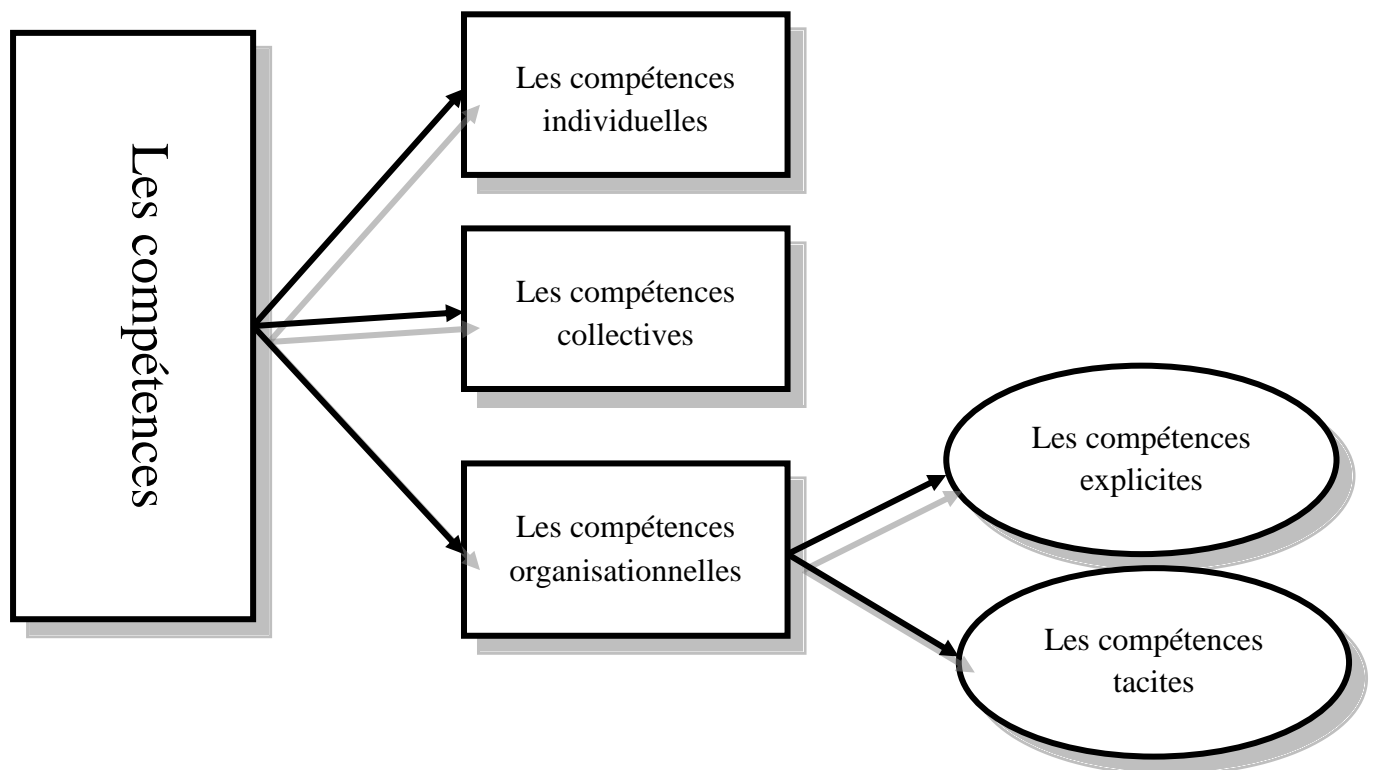 Les compétences
Les compétences
individuelles
Les compétences
collectives
Les compétences
organisationnelles
Les compétences
explicites
Les compétences
tacites